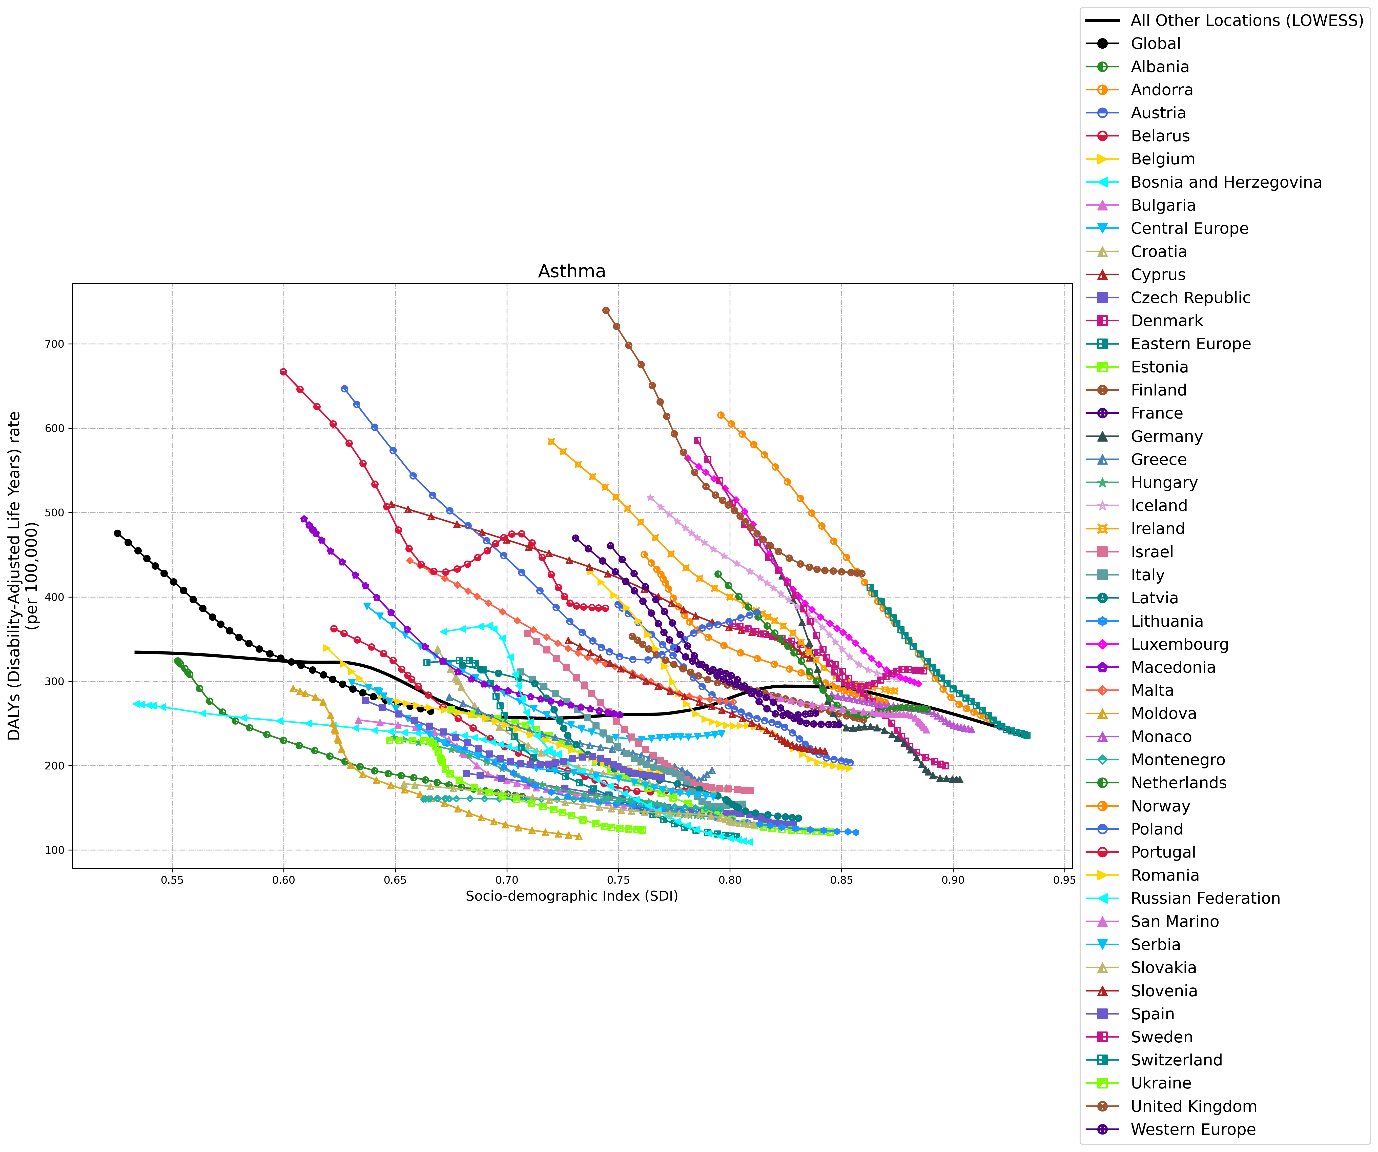 Asthma
DALYs (Disability-Adjusted Life Years) rate
(per 100,000)
700
600
500
400
300
200
100
0.55 0.60 0.65 0.70 0.75 0.80 0.85 0.90 0.95
Socio-demographic Index (SDI)
All Other Locations (LOWESS)
Global
Albania
Andorra
Austria
Belarus
Belgium
Bosnia and Herzegovina
Bulgaria
Central Europe
Croatia
Cyprus
Czech Republic
Denmark
Eastern Europe
Estonia
Finland
France
Germany
Greece
Hungary
Iceland
Ireland
Israel
Italy
Latvia
Lithuania
Luxembourg
Macedonia
Malta
Moldova
Monaco
Montenegro
Netherlands
Norway
Poland
Portugal
Romania
Russian Federation
San Marino
Serbia
Slovakia
Slovenia
Spain
Sweden
Switzerland
Ukraine
United Kingdom
Western Europe